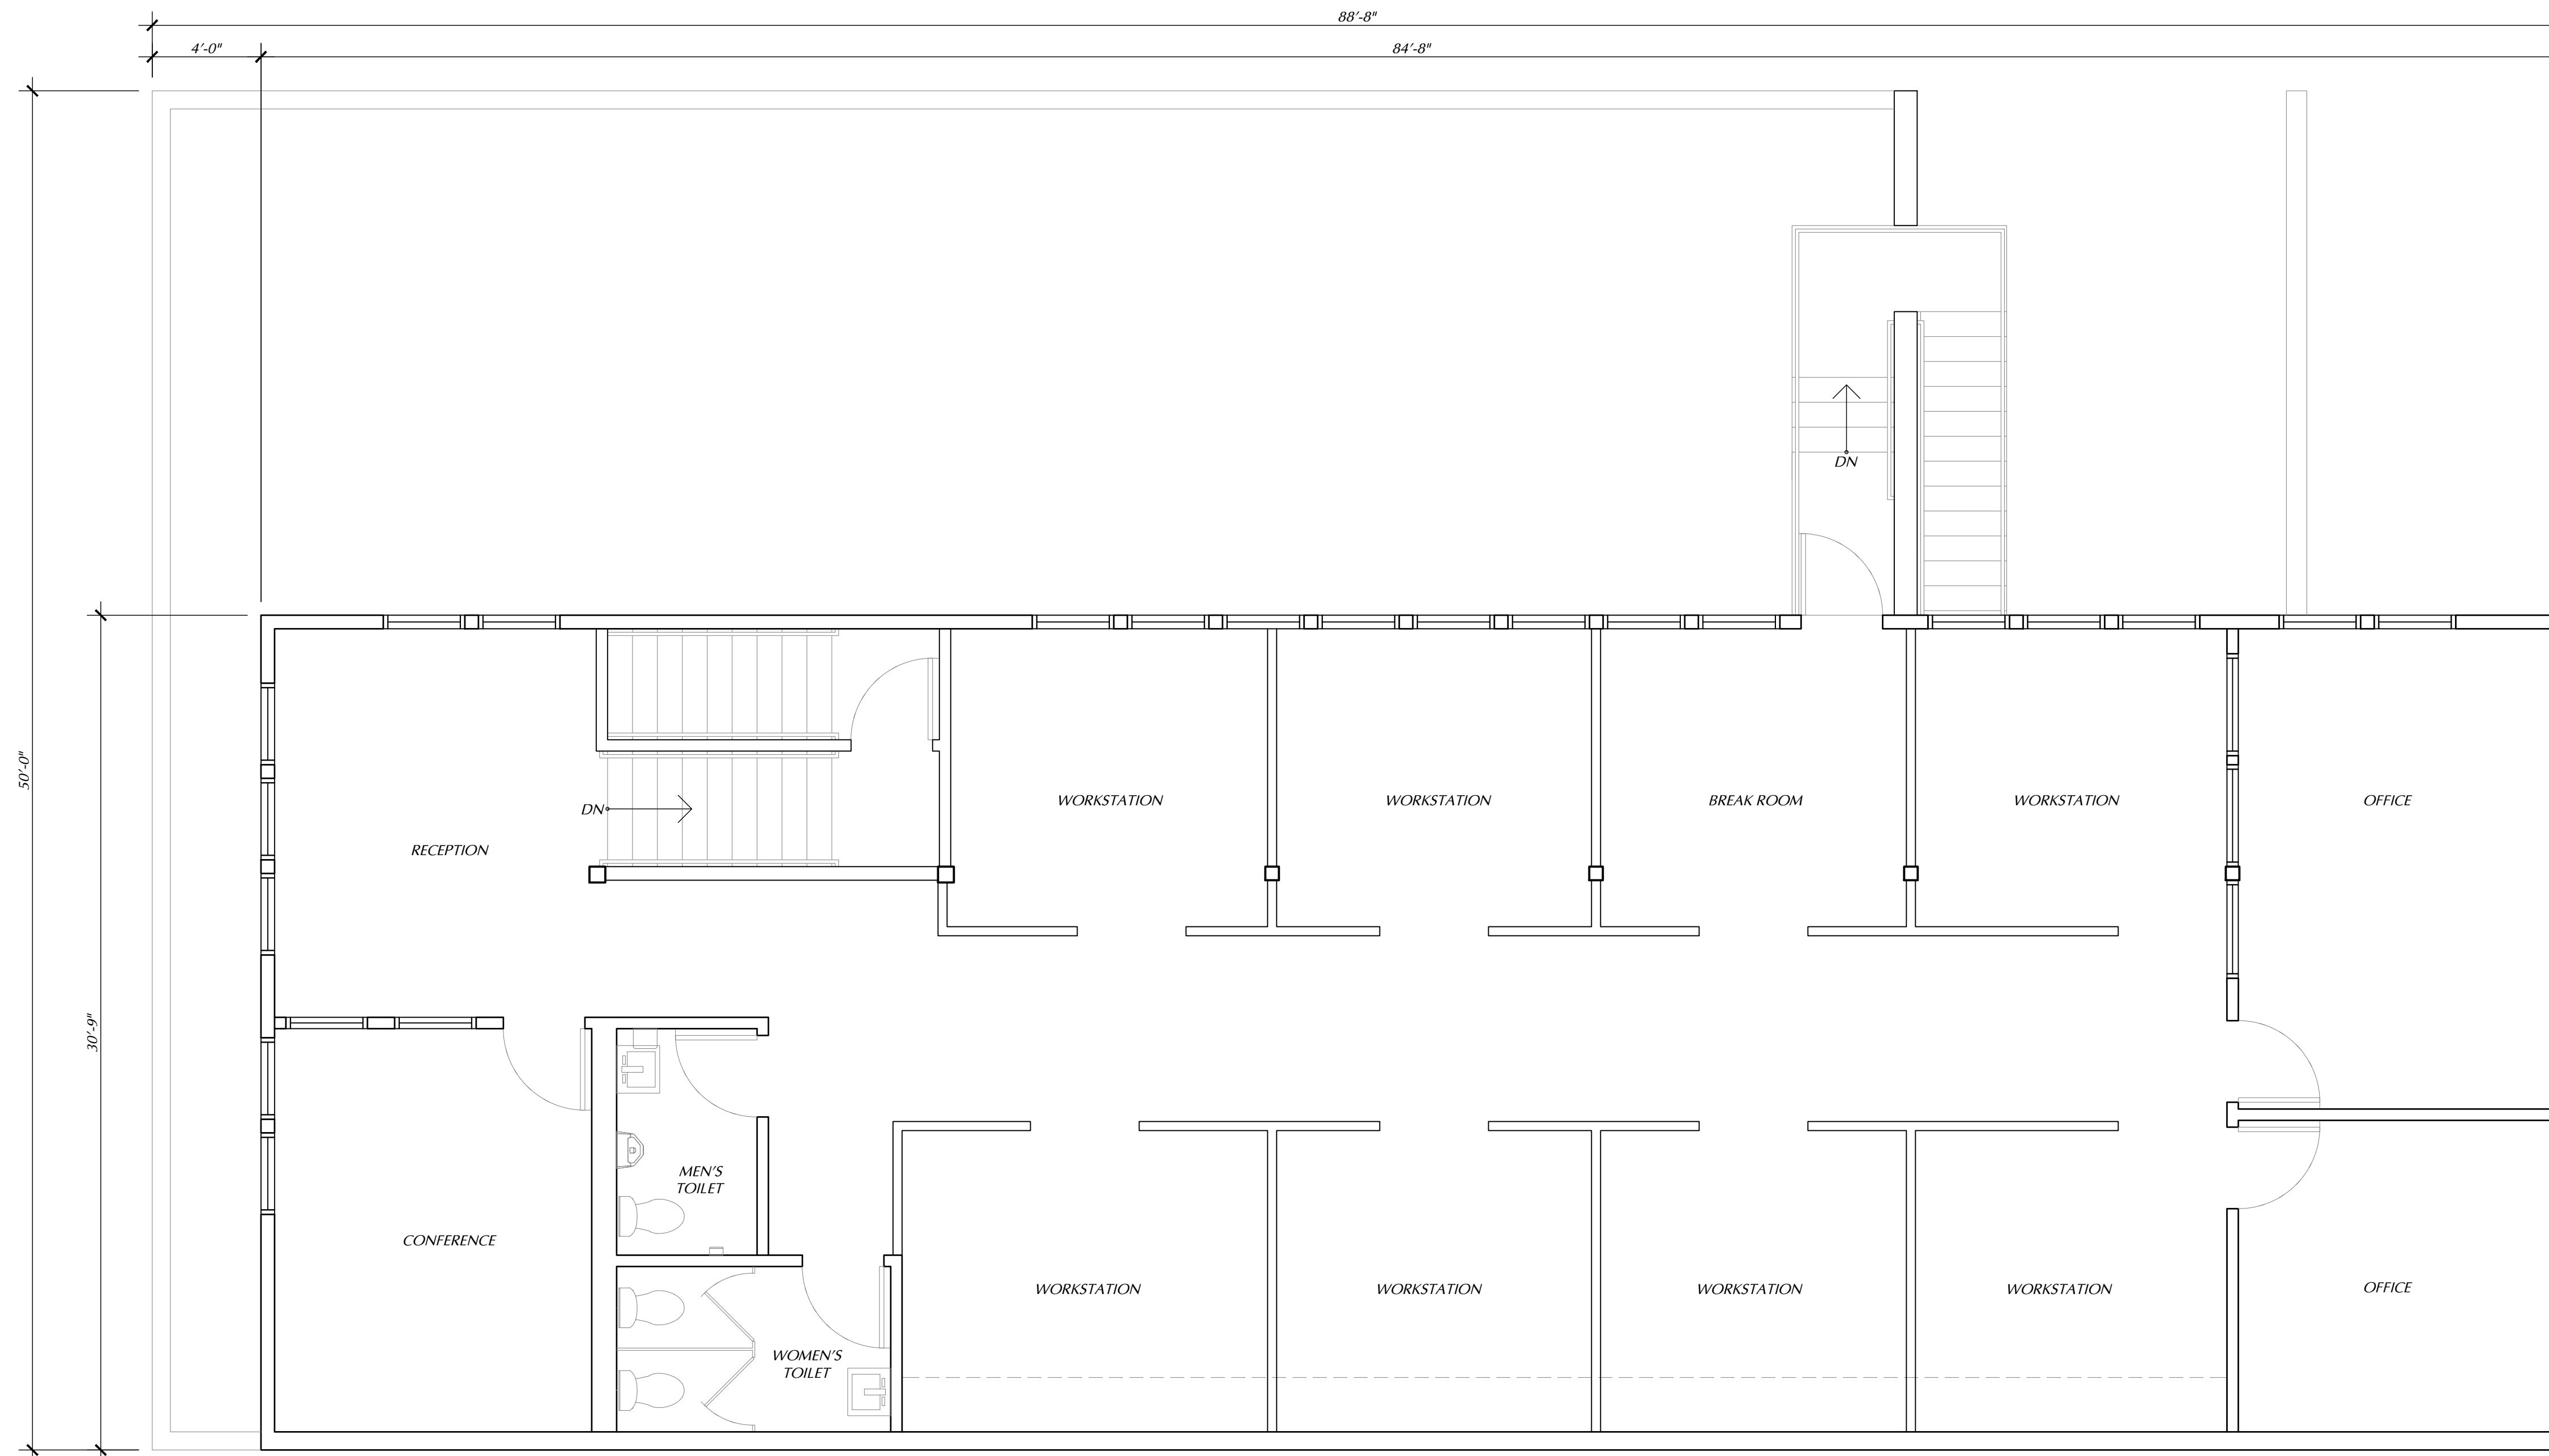 88'-8"
4'-0"
84'-8"
DN
WORKSTATION
WORKSTATION
BREAK ROOM
WORKSTATION
OFFICE
50'-0"
DN
RECEPTION
30'-9"
MEN'S
TOILET
CONFERENCE
WORKSTATION
WORKSTATION
WORKSTATION
WORKSTATION
OFFICE
WOMEN'S
TOILET